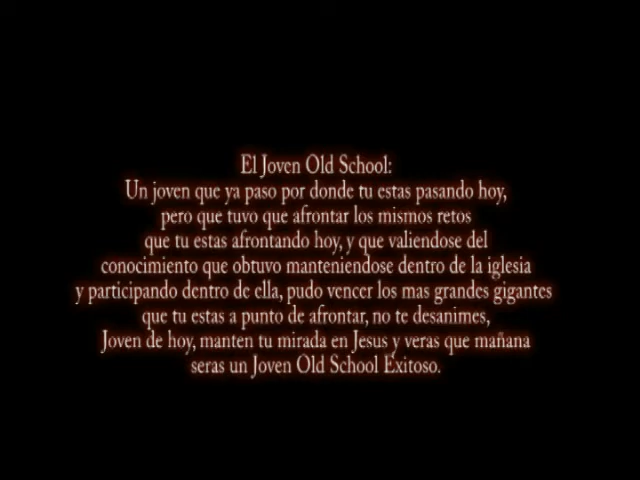 El Joven Old School:
Un joven que ya paso por donde tu estas pasando hoy,
pero que tuvo que afrontar los mismos retos
que tu estas afrontando hoy, y que valiendose del
conocimiento que obtuvo manteniendose dentro de la iglesia
y participando dentro de ella, pudo vencer los mas grandes gigantes
que tu estas a punto de afrontar, no te desanimes,
Joven de hoy, manten tu mirada en Jesus y veras que mañana
seras un Joven Old School Exitoso.